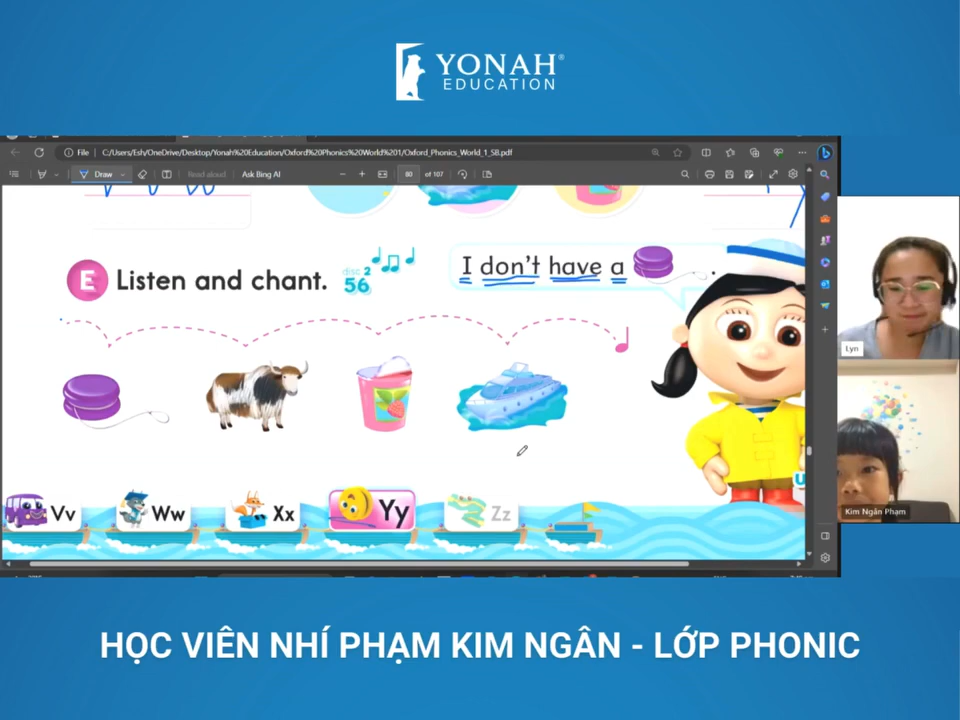 YONAH®
EDUCATION
File | C:/Users/Esh/OneDrive/Desktop/Yonah%20Education/Oxford%20Phonics%20World%201/Oxford_Phonics_World_1_SB.pdf
Draw
Read aloud
Ask Bing AI
80 of 107
E Listen and chant.
disc 2
56
I don't have a .
Lyn
Kim Ngân Phạm
Vv
Ww
Xx
Yy
Zz
HỌC VIÊN NHÍ PHẠM KIM NGÂN - LỚP PHONIC